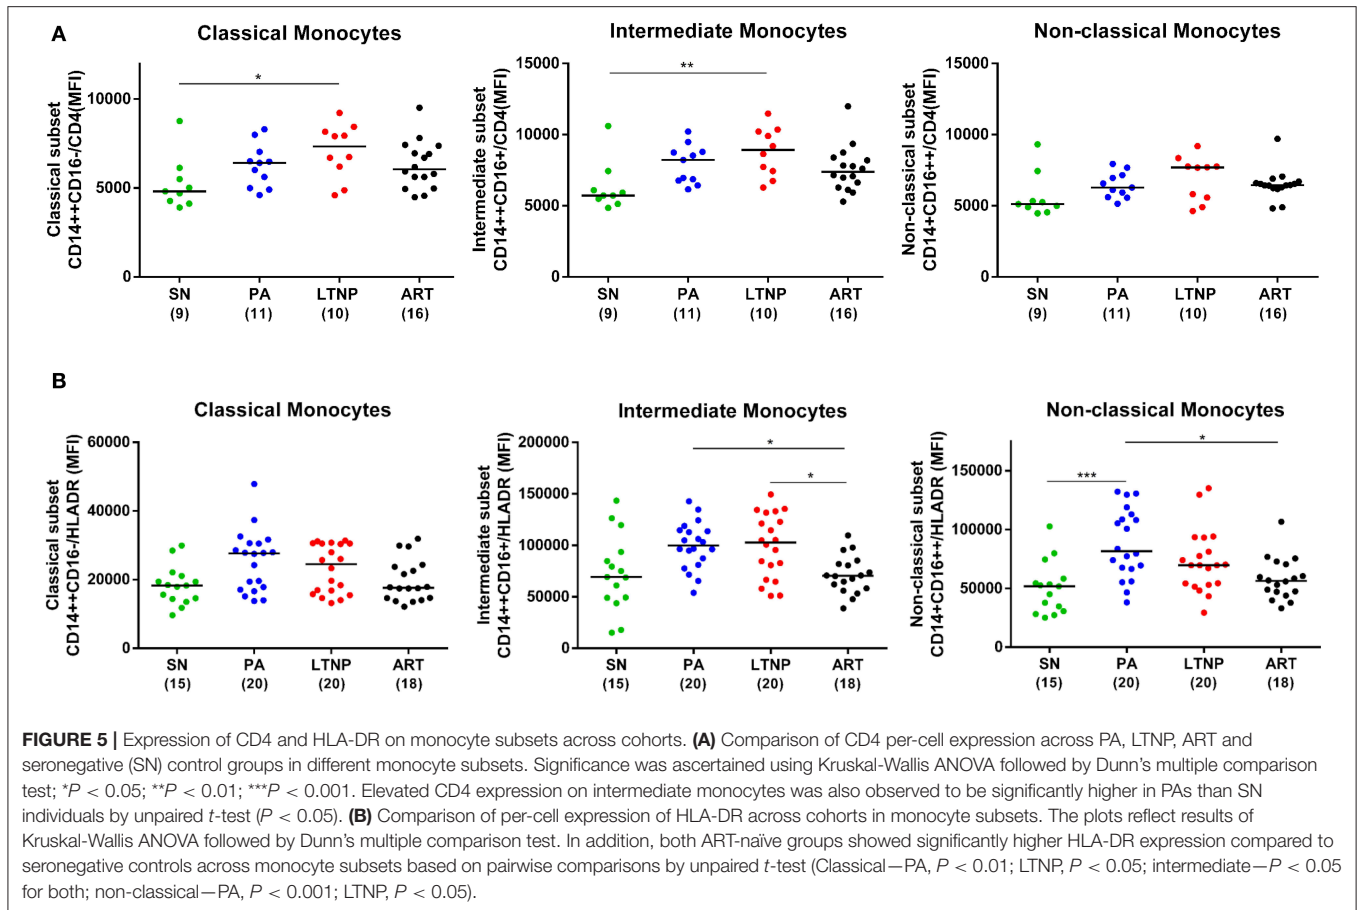 A
Classical Monocytes
Classical subset
CD14++CD16-/CD4(MFI)
10000
5000
0
*
SN
PA
LTNP
ART
(9)
(11)
(10)
(16)
Intermediate Monocytes
Intermediate subset
CD14++CD16+/CD4(MFI)
15000
10000
5000
0
**
SN
PA
LTNP
ART
(9)
(11)
(10)
(16)
Non-classical Monocytes
Non-classical subset
CD14+CD16++/CD4(MFI)
15000
10000
5000
0
SN
PA
LTNP
ART
(9)
(11)
(10)
(16)
B
Classical Monocytes
Classical subset
CD14++CD16-/HLADR (MFI)
60000
40000
20000
0
SN
PA
LTNP
ART
(15)
(20)
(20)
(18)
Intermediate Monocytes
Intermediate subset
CD14++CD16+/HLADR (MFI)
200000
150000
100000
50000
0
*
*
SN
PA
LTNP
ART
(15)
(20)
(20)
(18)
Non-classical Monocytes
Non-classical subset
CD14+CD16++/HLADR (MFI)
150000
100000
50000
0
*
***
SN
PA
LTNP
ART
(15)
(20)
(20)
(18)
FIGURE 5 | Expression of CD4 and HLA-DR on monocyte subsets across cohorts. (A) Comparison of CD4 per-cell expression across PA, LTNP, ART and
seronegative (SN) control groups in different monocyte subsets. Significance was ascertained using Kruskal-Wallis ANOVA followed by Dunn's multiple comparison
test; *P < 0.05; **P < 0.01; ***P < 0.001. Elevated CD4 expression on intermediate monocytes was also observed to be significantly higher in PAs than SN
individuals by unpaired t-test (P < 0.05). (B) Comparison of per-cell expression of HLA-DR across cohorts in monocyte subsets. The plots reflect results of
Kruskal-Wallis ANOVA followed by Dunn's multiple comparison test. In addition, both ART-naïve groups showed significantly higher HLA-DR expression compared to
seronegative controls across monocyte subsets based on pairwise comparisons by unpaired t-test (Classical—PA, P < 0.01; LTNP, P < 0.05; intermediate—P < 0.05
for both; non-classical—PA, P < 0.001; LTNP, P < 0.05).